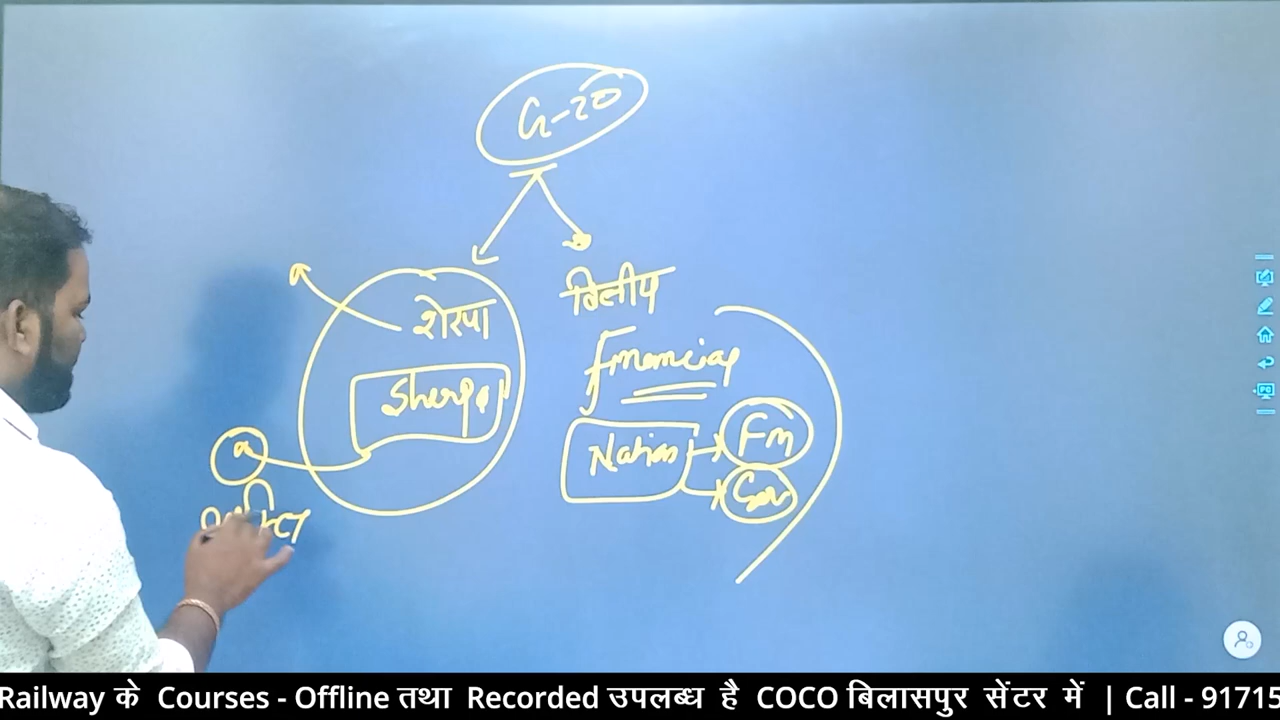 G-20
शेरपा
वित्तीय
Sherpa
Financial
Nation
Fm
Gov
Railway के Courses - Offline तथा Recorded उपलब्ध है COCO बिलासपुर सेंटर में | Call - 91715